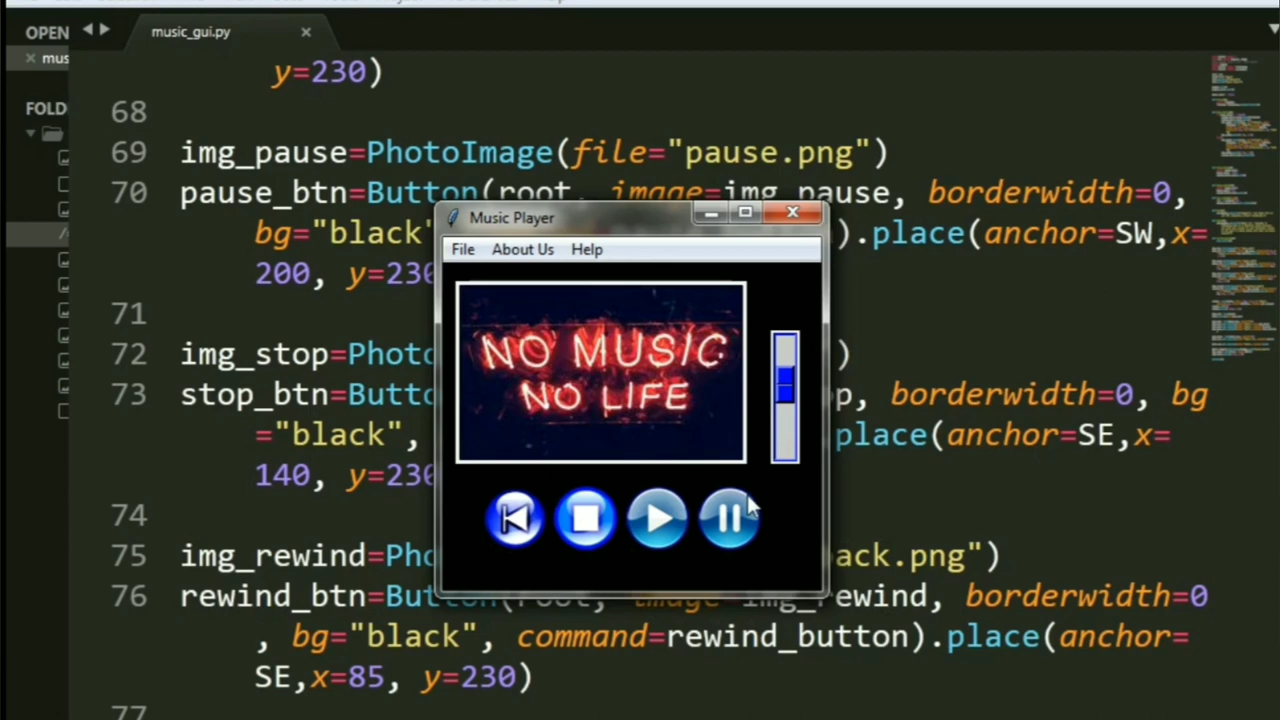 OPEN
music_gui.py
mus
FOLD
y=230)
68
69 img_pause=PhotoImage(file="pause.png")
70 pause_btn=Button(root, image=img_pause, borderwidth=0,
bg="black" ).place(anchor=SW,x=
200, y=230
71
72 img_stop=Photo )
73 stop_btn=Butto p, borderwidth=0, bg
="black", place(anchor=SE,x=
140, y=230
74
75 img_rewind=Pho ack.png")
76 rewind_btn=Button(root, image=img_rewind, borderwidth=0
, bg="black", command=rewind_button).place(anchor=
SE,x=85, y=230)
77
Music Player
File About Us Help
NO MUSIC
NO LIFE